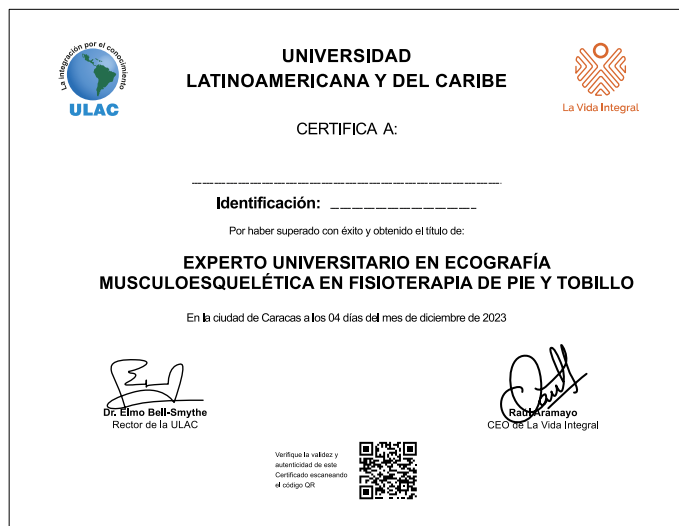 La integración por el conocimiento
ULAC
UNIVERSIDAD
LATINOAMERICANA Y DEL CARIBE
La Vida Integral
CERTIFICA A:
Identificación:
Por haber superado con éxito y obtenido el título de:
EXPERTO UNIVERSITARIO EN ECOGRAFÍA
MUSCULOESQUELÉTICA EN FISIOTERAPIA DE PIE Y TOBILLO
En la ciudad de Caracas a los 04 días del mes de diciembre de 2023
Dr. Elmo Bell-Smythe
Rector de la ULAC
Raúl Aramayo
CEO de La Vida Integral
Verifique la validez y
autenticidad de este
Certificado escaneando
el código QR